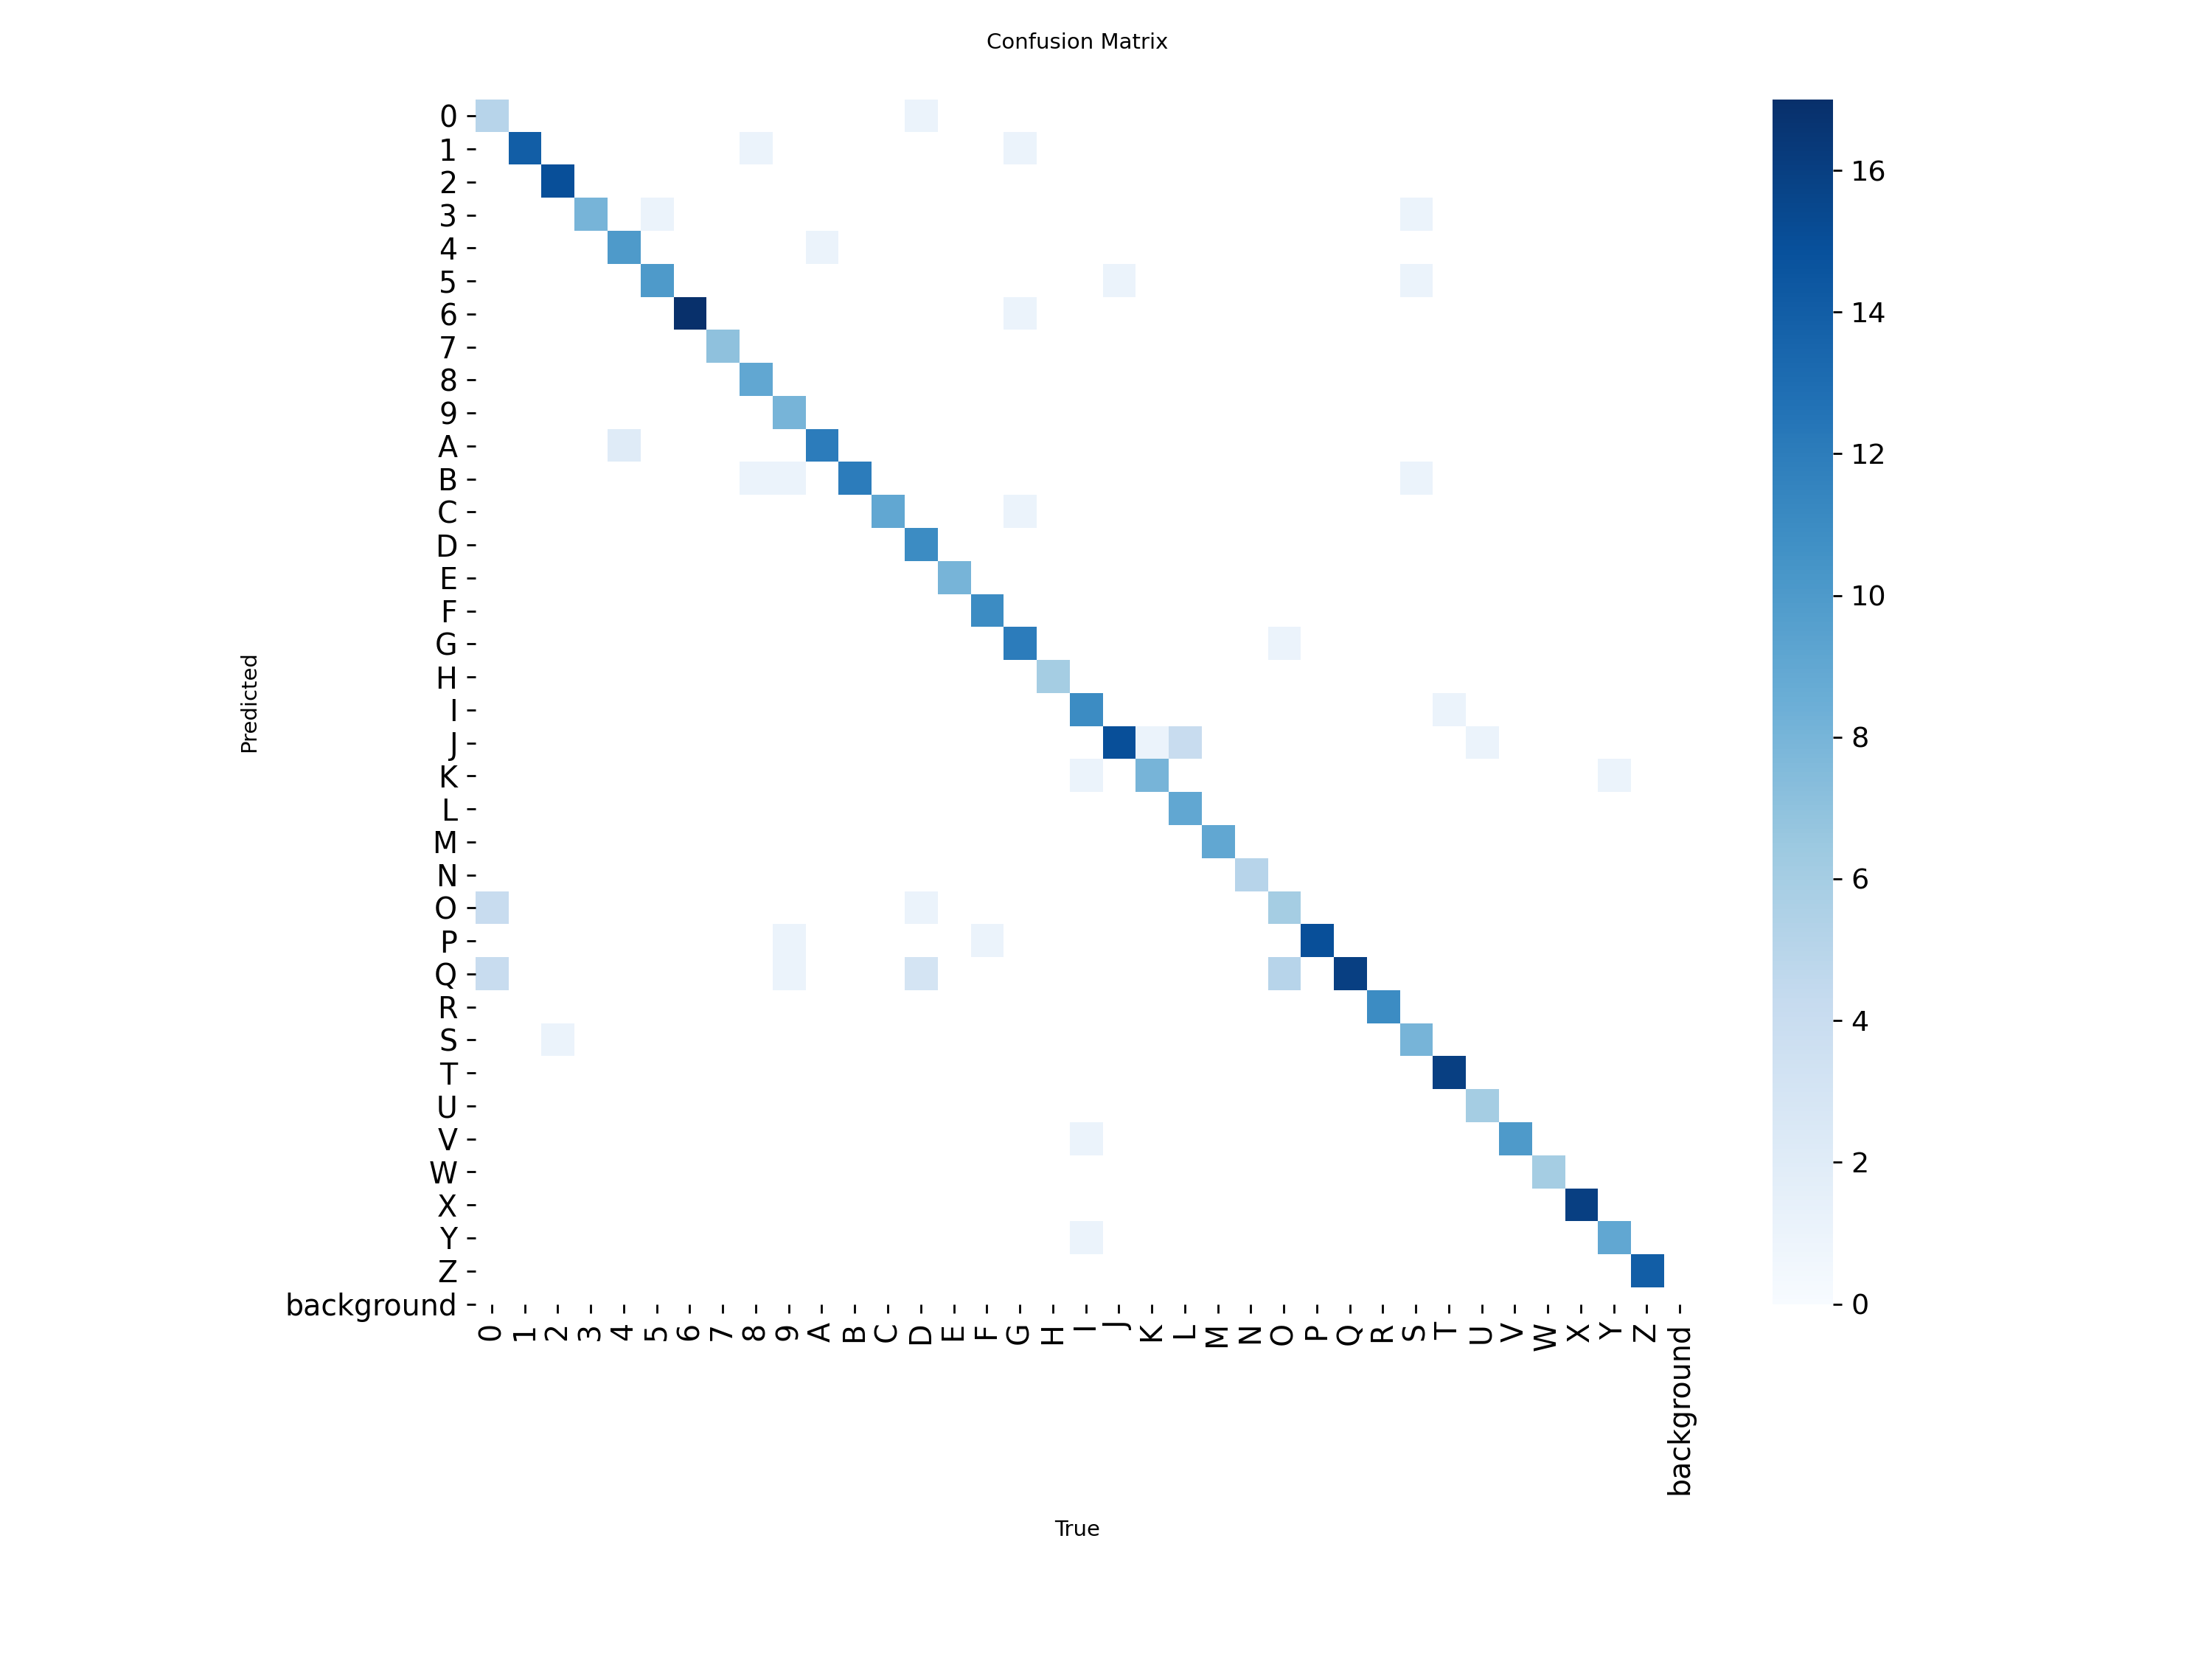 Confusion Matrix
0
1
2
3
4
5
6
7
8
9
A
B
C
D
E
F
G
H
I
J
K
L
M
N
O
P
Q
R
S
T
U
V
W
X
Y
Z
background
Predicted
0 1 2 3 4 5 6 7 8 9 A B C D E F G H I J K L M N O P Q R S T U V W X Y Z background
True
16
14
12
10
8
6
4
2
0